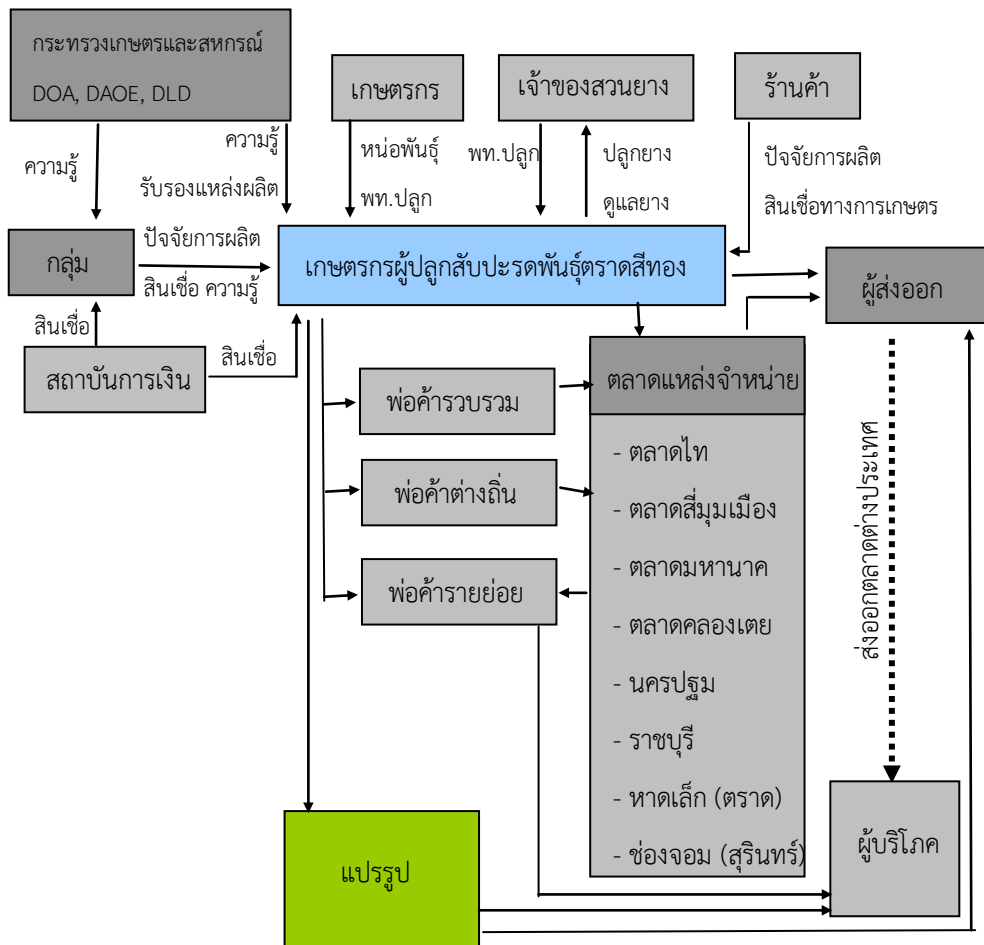 กระทรวงเกษตรและสหกรณ์
DOA, DAOE, DLD
เกษตรกร
เจ้าของสวนยาง
ร้านค้า
ความรู้
ความรู้
รับรองแหล่งผลิต
หน่อพันธุ์
พท.ปลูก
พท.ปลูก
ปลูกยาง
ดูแลยาง
ปัจจัยการผลิต
สินเชื่อทางการเกษตร
กลุ่ม
ปัจจัยการผลิต
สินเชื่อ ความรู้
เกษตรกรผู้ปลูกสับปะรดพันธุ์ตราดสีทอง
ผู้ส่งออก
สินเชื่อ
สถาบันการเงิน
สินเชื่อ
พ่อค้ารวบรวม
พ่อค้าต่างถิ่น
พ่อค้ารายย่อย
ตลาดแหล่งจำหน่าย
- ตลาดไท
- ตลาดสี่มุมเมือง
- ตลาดมหานาค
- ตลาดคลองเตย
- นครปฐม
- ราชบุรี
- หาดเล็ก (ตราด)
- ช่องจอม (สุรินทร์)
ส่งออกตลาดต่างประเทศ
แปรรูป
ผู้บริโภค